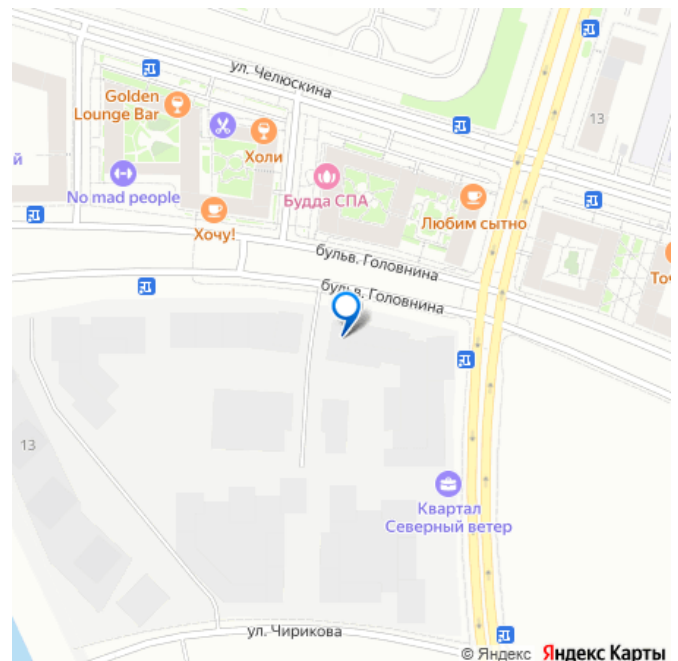 ул. Челюскина
Golden
Lounge Bar
13
Холи
й
No mad people
Будда СПА
Любим сытно
Хочу!
бульв. Головнина
Точ
бульв. Головнина
13
Квартал
Северный ветер
ул. Чирикова
© Яндекс Яндекс Карты